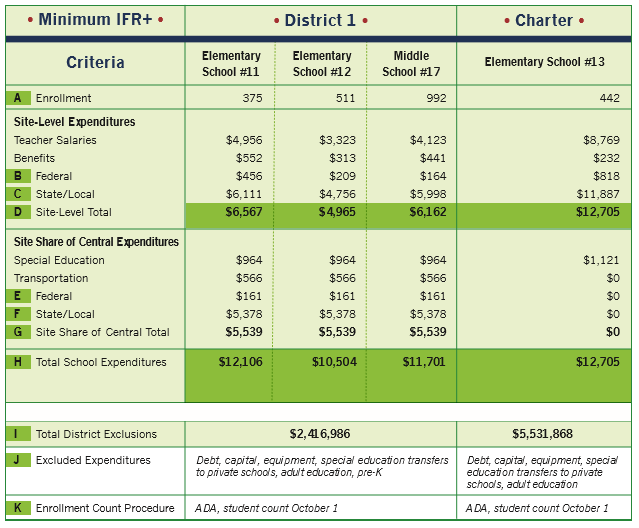 • Minimum IFR+ • • District 1 • • Charter •
Criteria Elementary School #11 Elementary School #12 Middle School #17 Elementary School #13
A Enrollment 375 511 992 442
Site-Level Expenditures
Teacher Salaries $4,956 $3,323 $4,123 $8,769
Benefits $552 $313 $441 $232
B Federal $456 $209 $164 $818
C State/Local $6,111 $4,756 $5,998 $11,887
D Site-Level Total $6,567 $4,965 $6,162 $12,705
Site Share of Central Expenditures
Special Education $964 $964 $964 $1,121
Transportation $566 $566 $566 $0
E Federal $161 $161 $161 $0
F State/Local $5,378 $5,378 $5,378 $0
G Site Share of Central Total $5,539 $5,539 $5,539 $0
H Total School Expenditures $12,106 $10,504 $11,701 $12,705
I Total District Exclusions $2,416,986 $5,531,868
J Excluded Expenditures
Debt, capital, equipment, special education transfers
to private schools, adult education, pre-K
Debt, capital, equipment, special
education transfers to private
schools, adult education
K Enrollment Count Procedure ADA, student count October 1 ADA, student count October 1